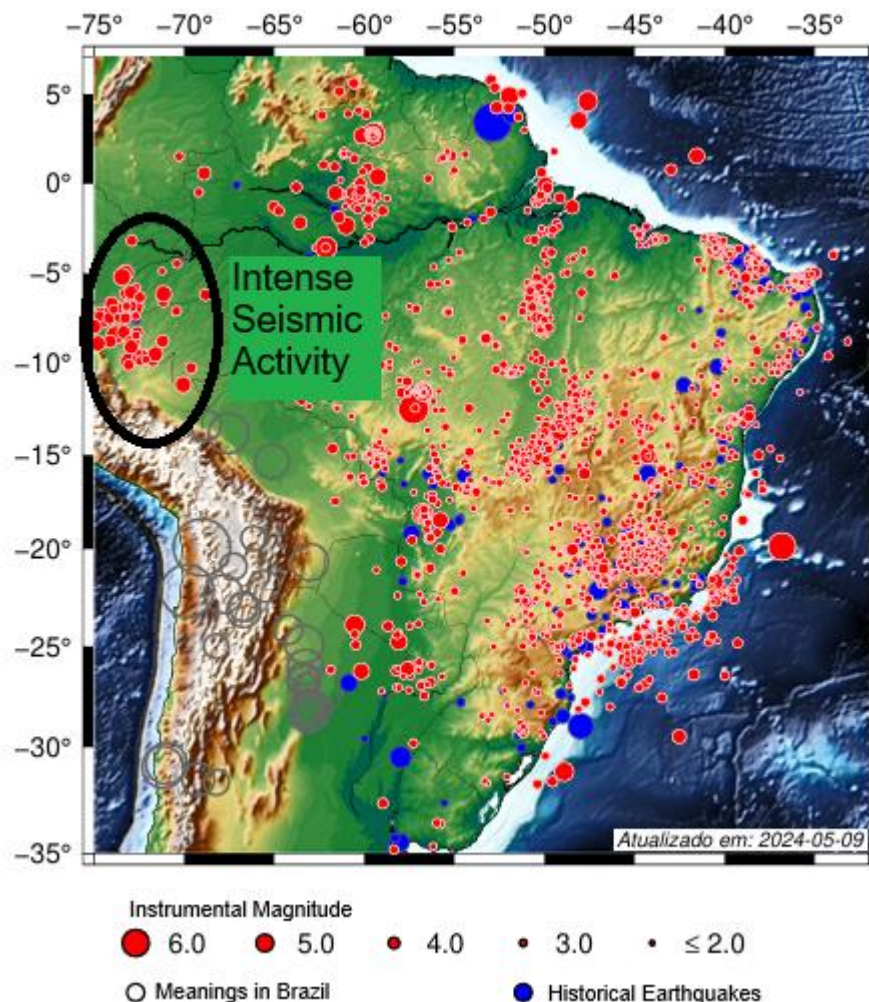 −75° −70° −65° −60° −55° −50° −45° −40° −35°
5°
0°
−5°
Intense
Seismic
Activity
−10°
−15°
−20°
−25°
−30°
−35°
Atualizado em: 2024-05-09
Instrumental Magnitude
6.0 5.0 4.0 3.0 ≤ 2.0
Meanings in Brazil Historical Earthquakes